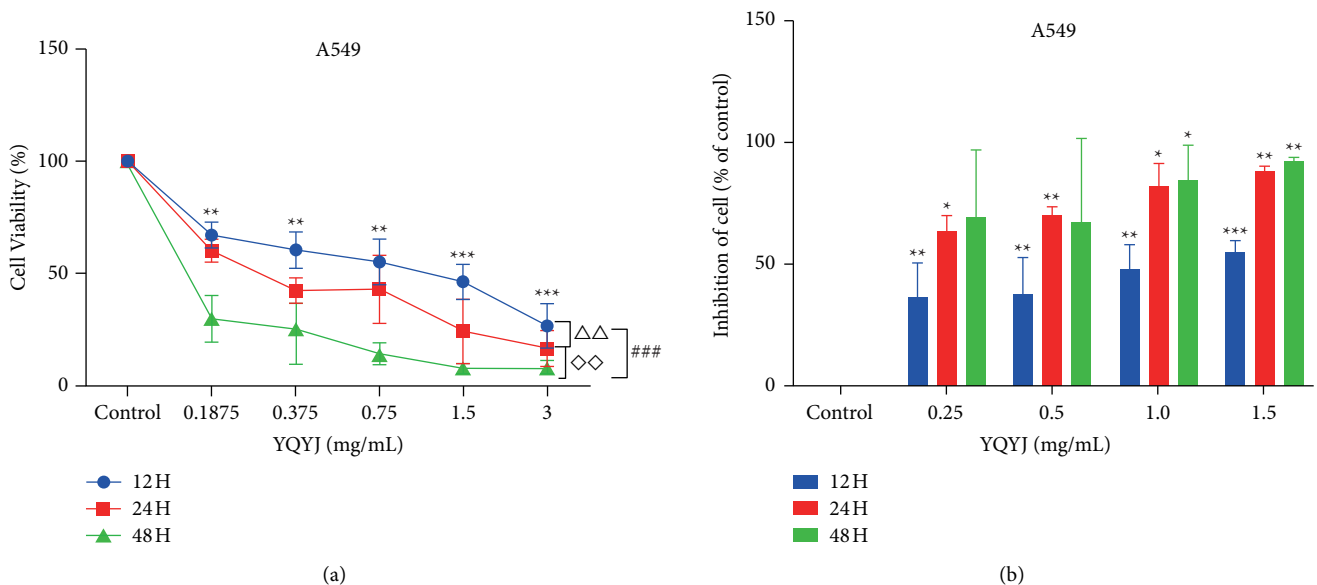 A549
Cell Viability (%)
150
100
50
0
** ** ** *** ***
△△
◇◇
###
Control 0.1875 0.375 0.75 1.5 3
YQYJ (mg/mL)
12 H
24 H
48 H
(a)
A549
Inhibition of cell (% of control)
150
100
50
0
** * ** ** ** * * *** ** **
Control 0.25 0.5 1.0 1.5
YQYJ (mg/mL)
12 H
24 H
48 H
(b)